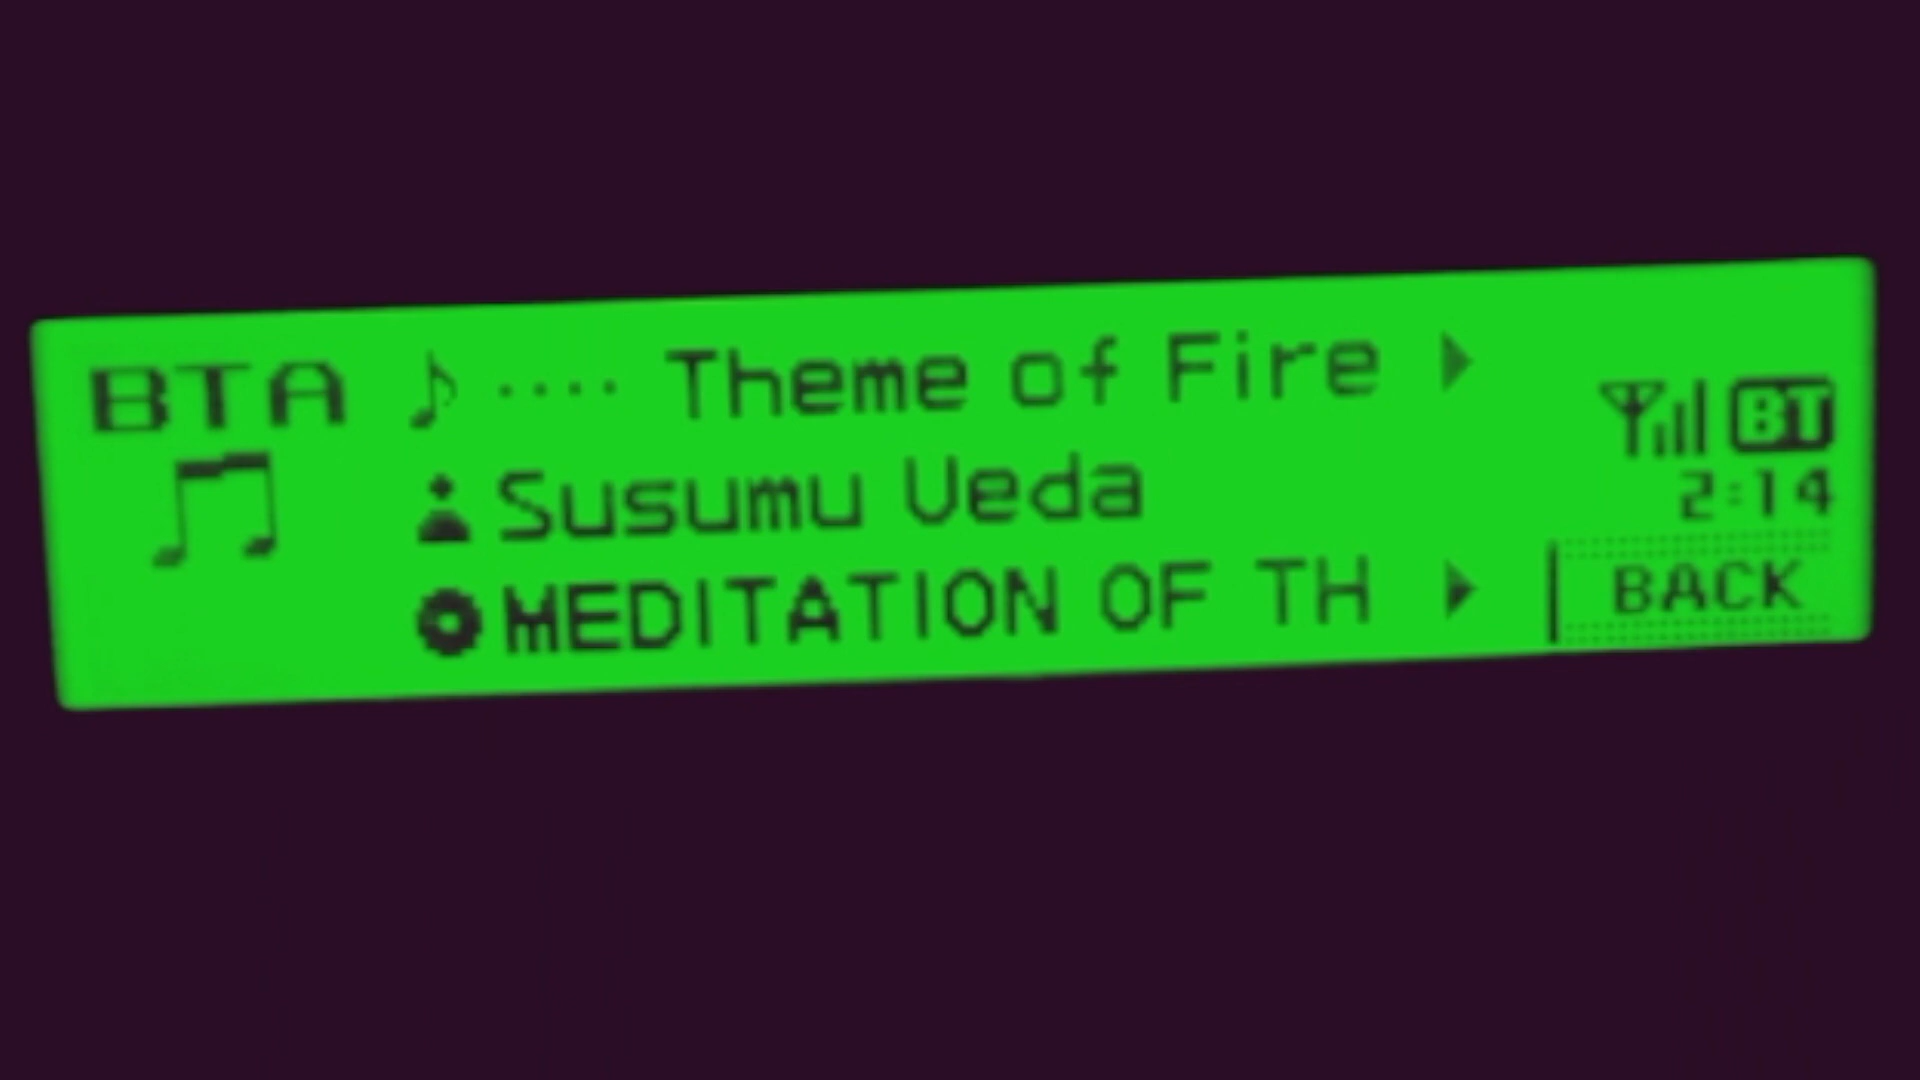 BTA ···· Theme of Fire
BT
Susumu Ueda
2:14
MEDITATION OF TH
BACK